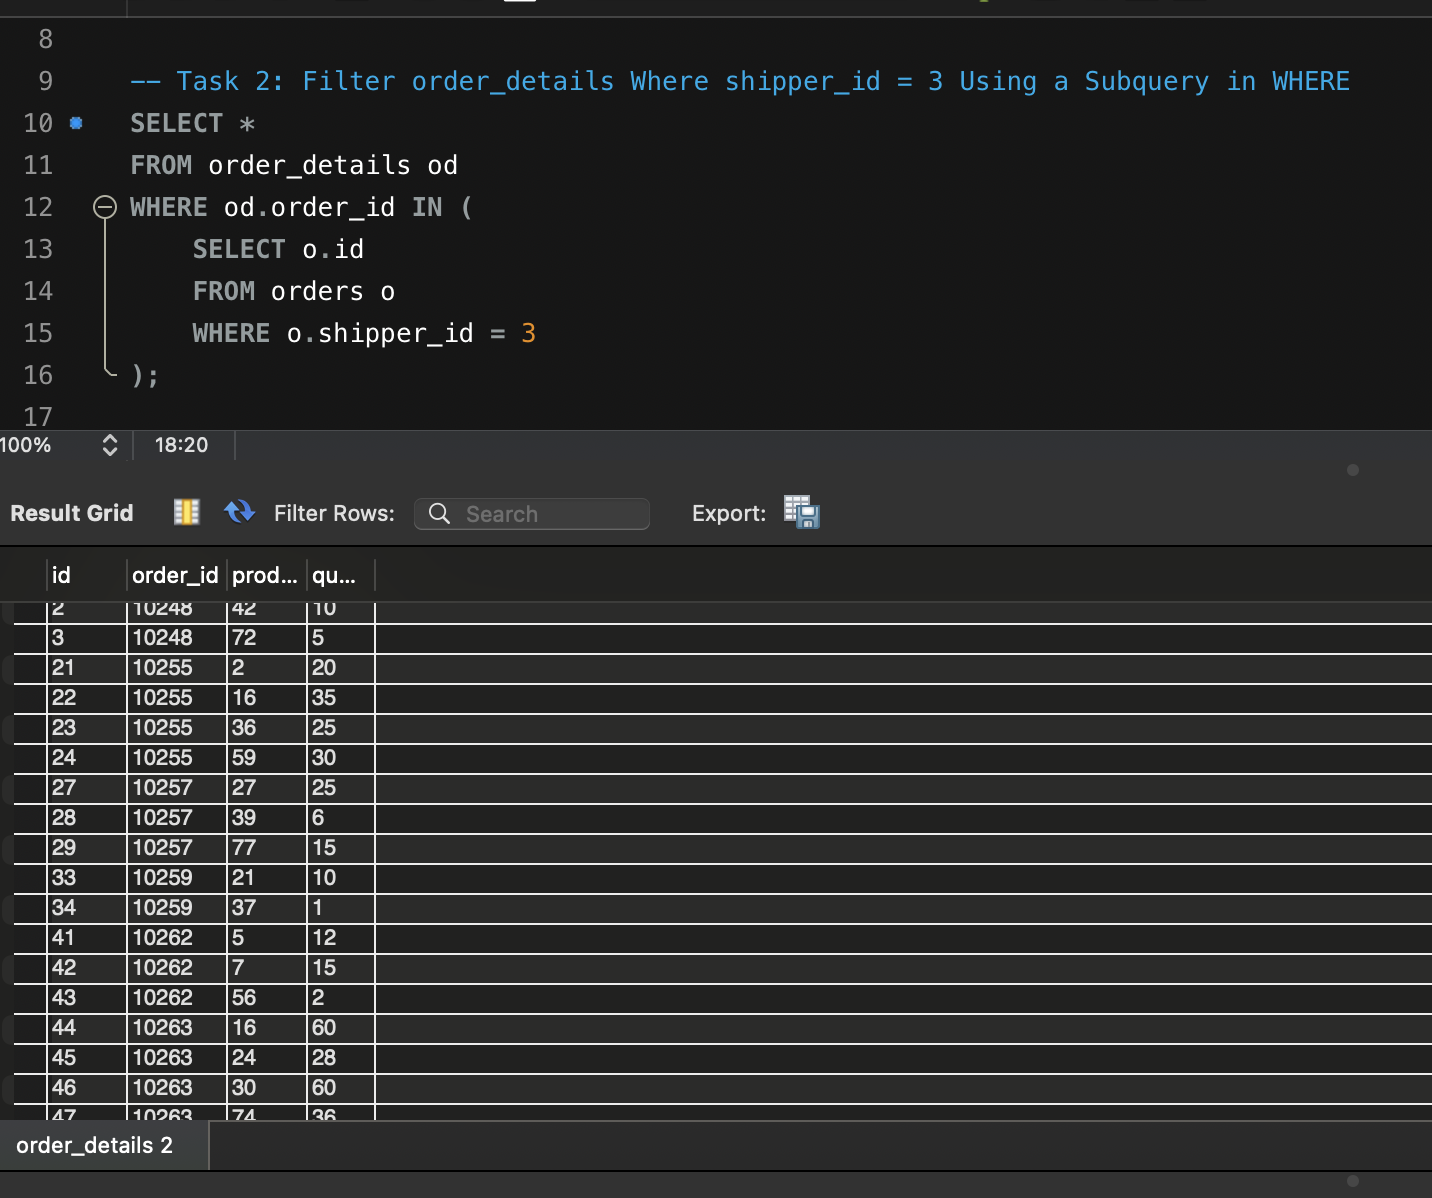 8
9 -- Task 2: Filter order_details Where shipper_id = 3 Using a Subquery in WHERE
10 SELECT *
11 FROM order_details od
12 WHERE od.order_id IN (
13 SELECT o.id
14 FROM orders o
15 WHERE o.shipper_id = 3
16 );
17
100% 18:20
Result Grid Filter Rows: Search Export:
id order_id prod... qu...
2 10248 42 10
3 10248 72 5
21 10255 2 20
22 10255 16 35
23 10255 36 25
24 10255 59 30
27 10257 27 25
28 10257 39 6
29 10257 77 15
33 10259 21 10
34 10259 37 1
41 10262 5 12
42 10262 7 15
43 10262 56 2
44 10263 16 60
45 10263 24 28
46 10263 30 60
47 10263 74 36
order_details 2